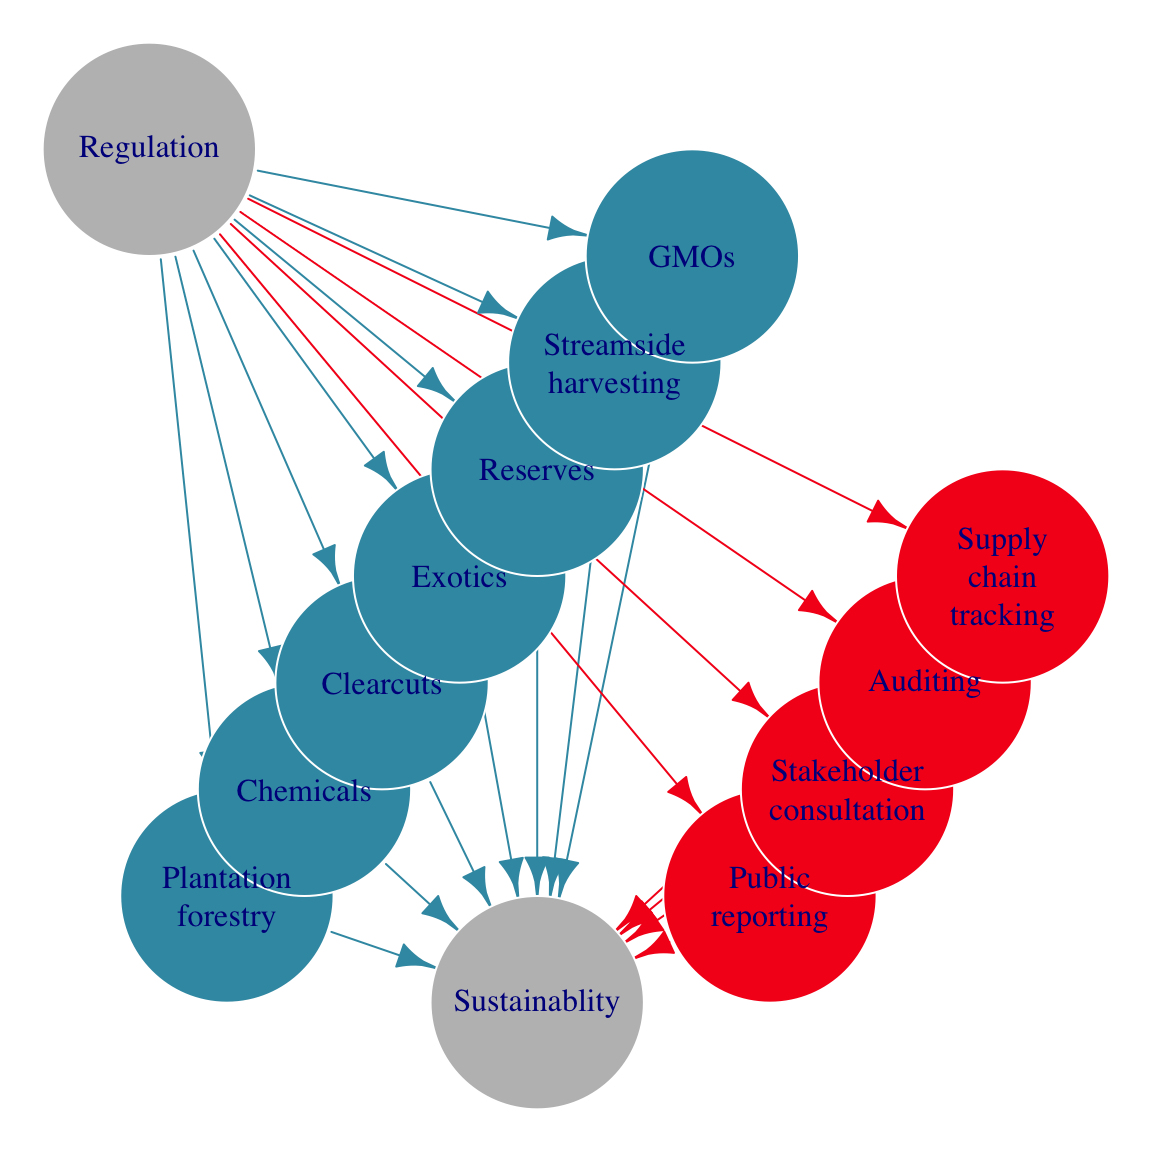 Regulation
GMOs
Streamside
harvesting
Reserves
Exotics
Clearcuts
Chemicals
Plantation
forestry
Supply
chain
tracking
Auditing
Stakeholder
consultation
Public
reporting
Sustainablity